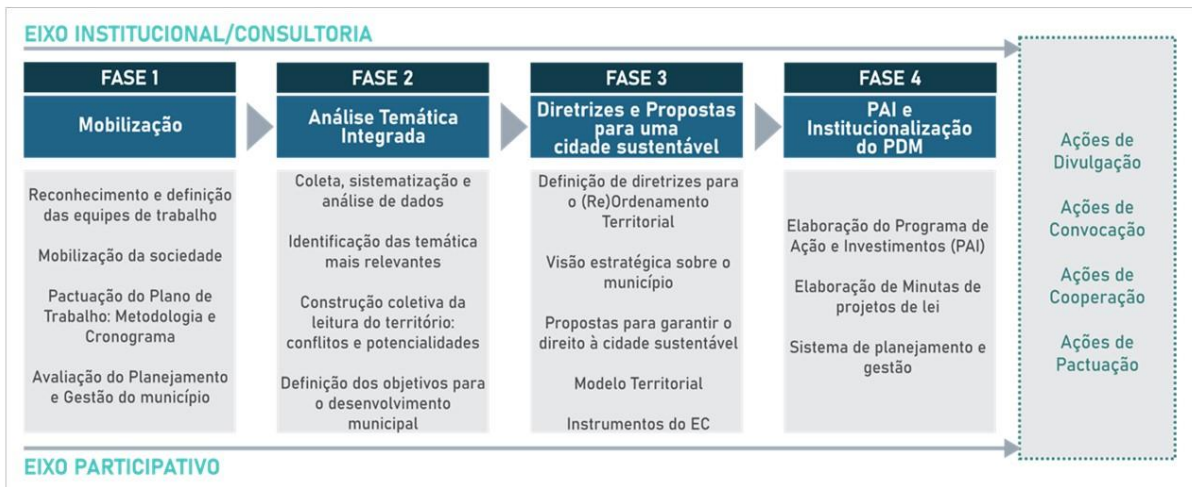 EIXO INSTITUCIONAL/CONSULTORIA
FASE 1
Mobilização
Reconhecimento e definição
das equipes de trabalho
Mobilização da sociedade
Pactuação do Plano de
Trabalho: Metodologia e
Cronograma
Avaliação do Planejamento
e Gestão do município
FASE 2
Análise Temática
Integrada
Coleta, sistematização e
análise de dados
Identificação das temática
mais relevantes
Construção coletiva da
leitura do território:
conflitos e potencialidades
Definição dos objetivos para
o desenvolvimento
municipal
FASE 3
Diretrizes e Propostas
para uma
cidade sustentável
Definição de diretrizes para
o (Re)Ordenamento
Territorial
Visão estratégica sobre o
município
Propostas para garantir o
direito à cidade sustentável
Modelo Territorial
Instrumentos do EC
FASE 4
PAI e
Institucionalização
do PDM
Elaboração do Programa de
Ação e Investimentos (PAI)
Elaboração de Minutas de
projetos de lei
Sistema de planejamento e
gestão
Ações de
Divulgação
Ações de
Convocação
Ações de
Cooperação
Ações de
Pactuação
EIXO PARTICIPATIVO